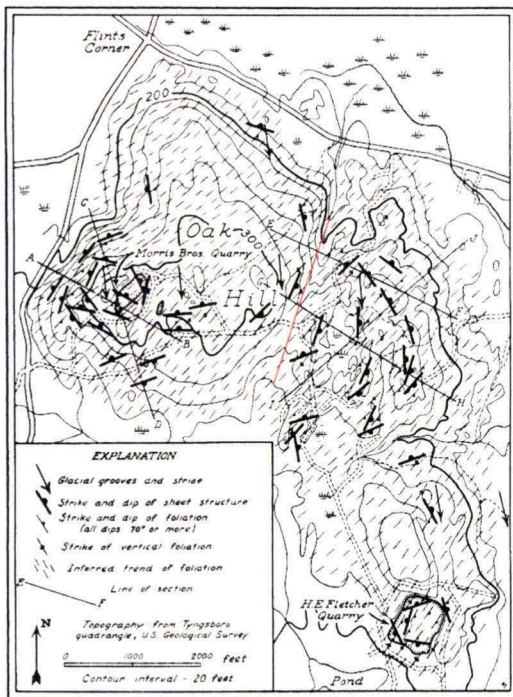 Flints
Corner
200
Oak
300
Morris Bros. Quarry
Hill
A
B
C
D
E
EXPLANATION
Glacial grooves and striae
Strike and dip of sheet structure
Strike and dip of foliation
(all dips 70° or more)
Strike of vertical foliation
Inferred trend of foliation
E
F
Line of section
N
Topography from Tyngsboro
quadrangle, U.S. Geological Survey
0 1000 2000 feet
Contour interval - 20 feet
H.E. Fletcher
Quarry
Pond